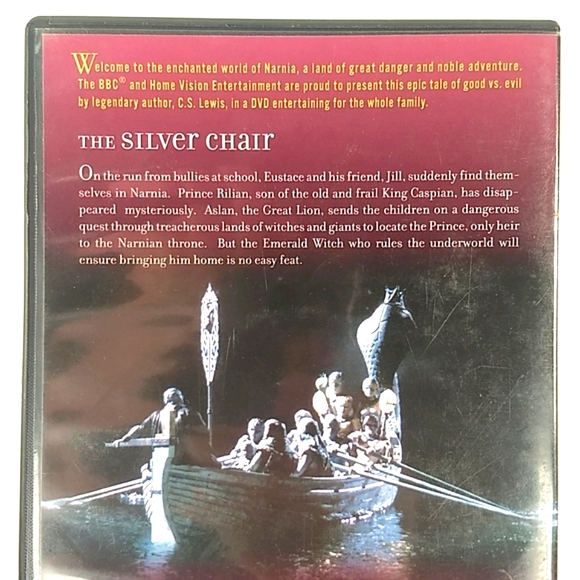 Welcome to the enchanted world of Narnia, a land of great danger and noble adventure.
The BBC® and Home Vision Entertainment are proud to present this epic tale of good vs. evil
by legendary author, C.S. Lewis, in a DVD entertaining for the whole family.
THE SILVER CHAIR
On the run from bullies at school, Eustace and his friend, Jill, suddenly find them-
selves in Narnia. Prince Rilian, son of the old and frail King Caspian, has disap-
peared mysteriously. Aslan, the Great Lion, sends the children on a dangerous
quest through treacherous lands of witches and giants to locate the Prince, only heir
to the Narnian throne. But the Emerald Witch who rules the underworld will
ensure bringing him home is no easy feat.